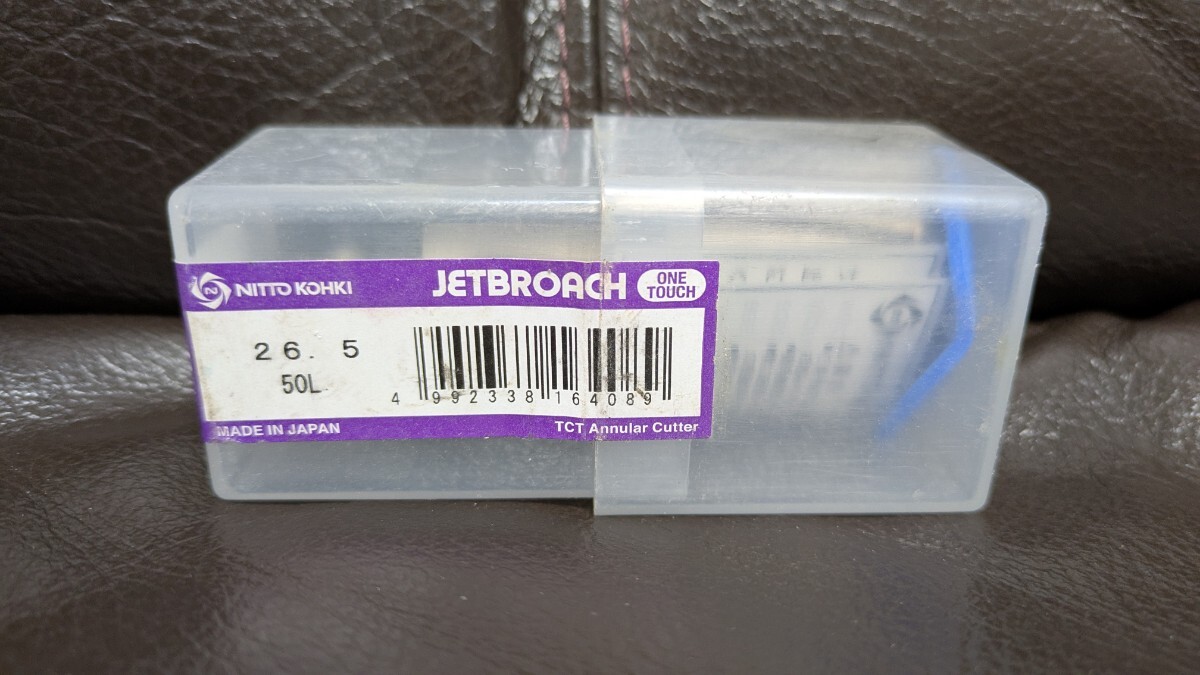 NITTO KOHKI JETBROACH ONE TOUCH
26.5
50L
4 992338 164089
MADE IN JAPAN TCT Annular Cutter